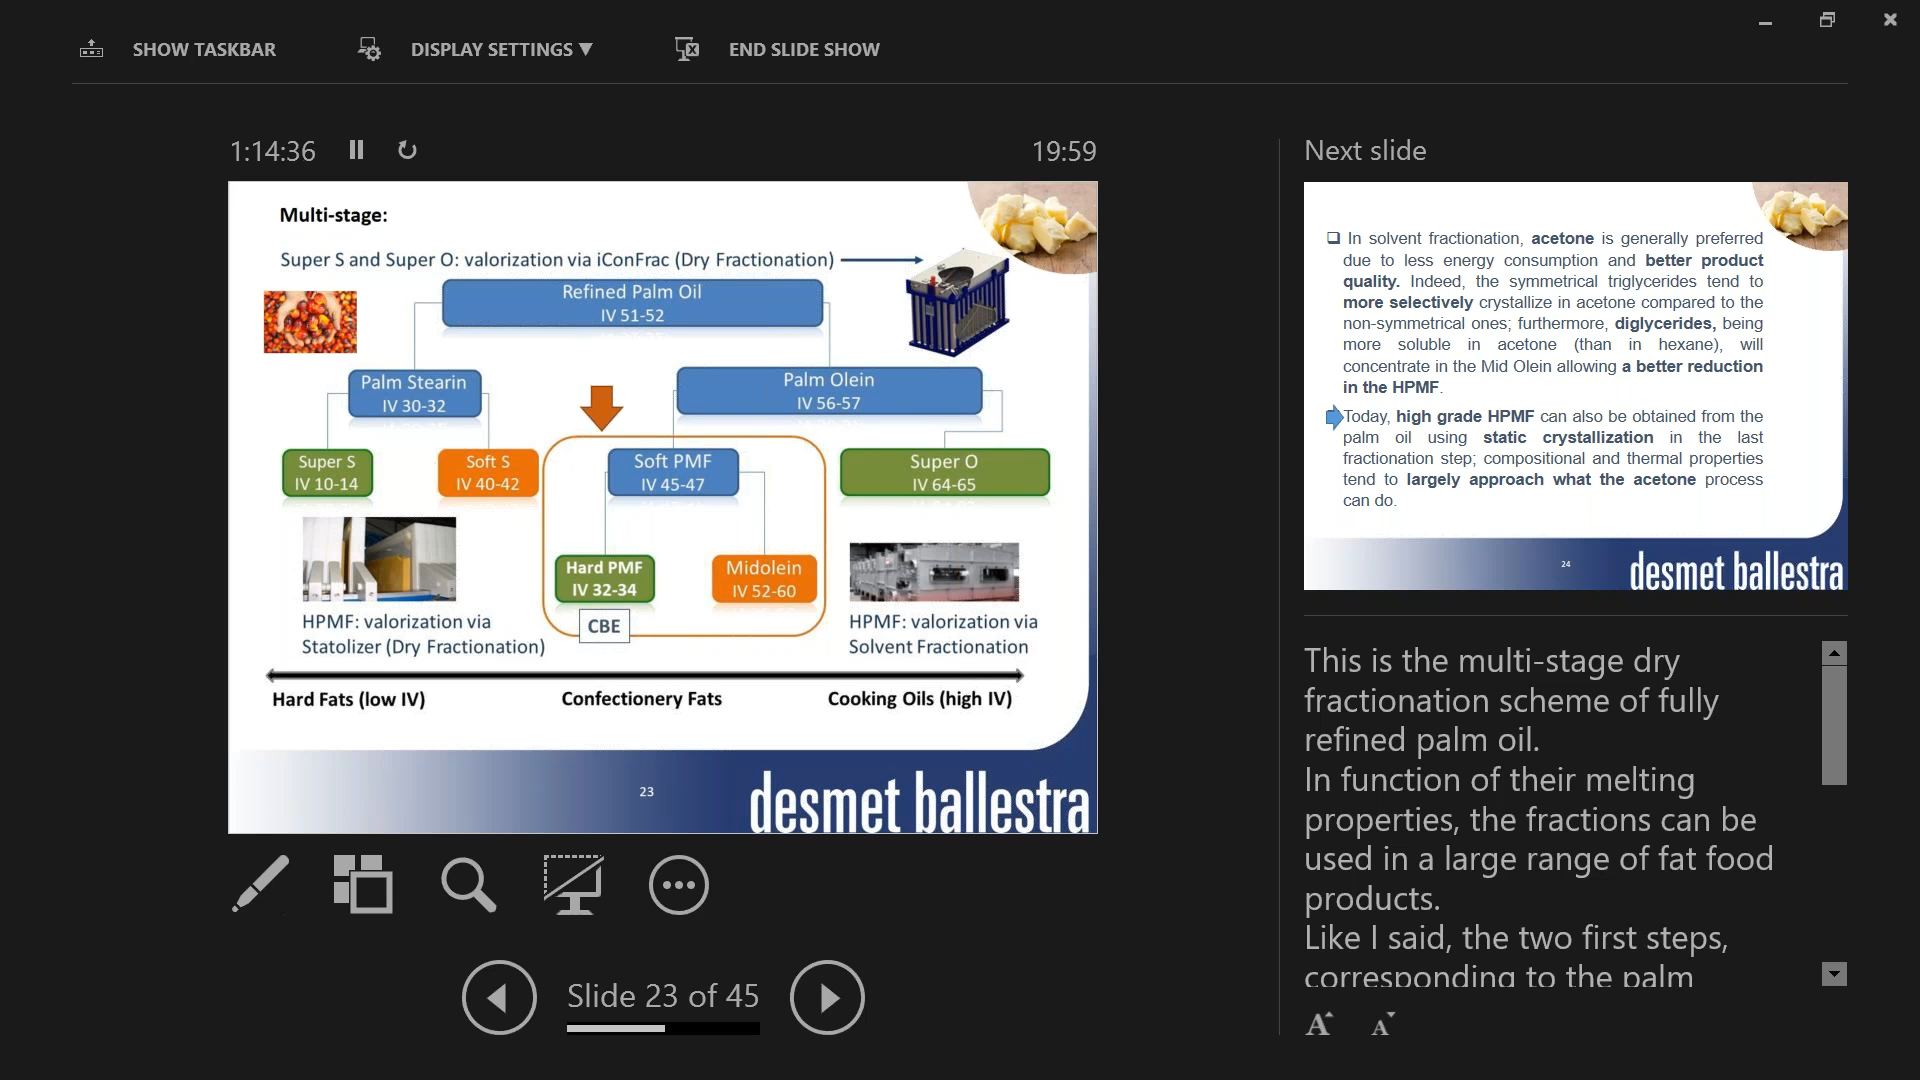 SHOW TASKBAR
DISPLAY SETTINGS ▼
END SLIDE SHOW
1:14:36
19:59
Multi-stage:
Super S and Super O: valorization via iConFrac (Dry Fractionation)
Refined Palm Oil
IV 51-52
Palm Stearin
IV 30-32
Palm Olein
IV 56-57
Super S
IV 10-14
Soft S
IV 40-42
Soft PMF
IV 45-47
Super O
IV 64-65
Hard PMF
IV 32-34
Midolein
IV 52-60
CBE
HPMF: valorization via
Statolizer (Dry Fractionation)
HPMF: valorization via
Solvent Fractionation
Hard Fats (low IV)
Confectionery Fats
Cooking Oils (high IV)
23
desmet ballestra
Slide 23 of 45
Next slide
In solvent fractionation, acetone is generally preferred
due to less energy consumption and better product
quality. Indeed, the symmetrical triglycerides tend to
more selectively crystallize in acetone compared to the
non-symmetrical ones; furthermore, diglycerides, being
more soluble in acetone (than in hexane), will
concentrate in the Mid Olein allowing a better reduction
in the HPMF.
Today, high grade HPMF can also be obtained from the
palm oil using static crystallization in the last
fractionation step; compositional and thermal properties
tend to largely approach what the acetone process
can do.
24
desmet ballestra
This is the multi-stage dry
fractionation scheme of fully
refined palm oil.
In function of their melting
properties, the fractions can be
used in a large range of fat food
products.
Like I said, the two first steps,
corresponding to the palm
A
A